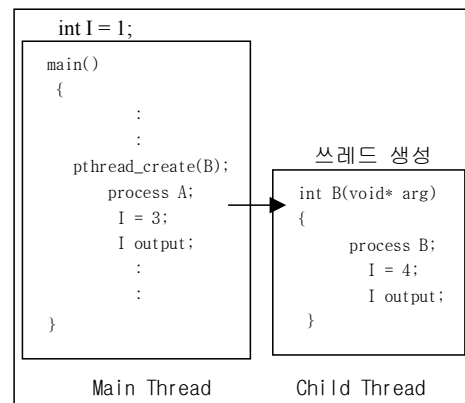 int I = 1;
main()
{
:
:
pthread_create(B);
process A;
I = 3;
I output;
:
:
}
Main Thread
쓰레드 생성
int B(void* arg)
{
process B;
I = 4;
I output;
}
Child Thread